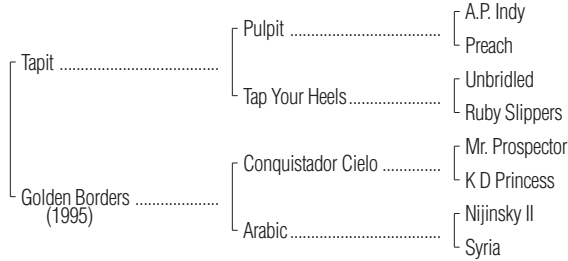 A.P. Indy
Pulpit ........................
Preach
Tapit .........................................
Unbridled
Tap Your Heels ........................
Ruby Slippers
Mr. Prospector
Conquistador Cielo ...............
K D Princess
Golden Borders .....................
(1995)
Nijinsky II
Arabic .......................................
Syria